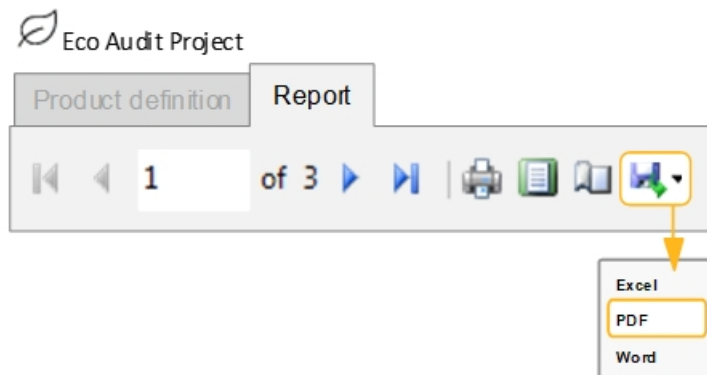 Eco Audit Project
Product definition Report
1 of 3
Excel
PDF
Word